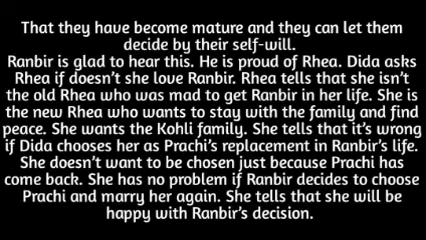 That they have become mature and they can let them
decide by their self-will.
Ranbir is glad to hear this. He is proud of Rhea. Dida asks
Rhea if doesn't she love Ranbir. Rhea tells that she isn't
the old Rhea who was mad to get Ranbir in her life. She is
the new Rhea who wants to stay with the family and find
peace. She wants the Kohli family. She tells that it's wrong
if Dida chooses her as Prachi's replacement in Ranbir's life.
She doesn't want to be chosen just because Prachi has
come back. She has no problem if Ranbir decides to choose
Prachi and marry her again. She tells that she will be
happy with Ranbir's decision.